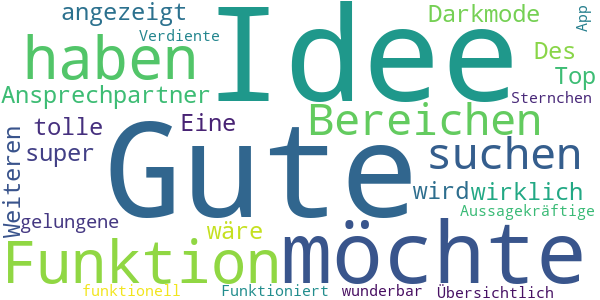 angezeigt
Idee
Darkmode
App
Verdiente
haben
Des
Top
Ansprechpartner
Sternchen
Bereichen
tolle
Eine
Gute
Weiteren
super
suchen
wird
wirklich
gelungene
wäre
Aussagekräftige
Funktion
möchte
funktionell
Funktioniert
wunderbar
Übersichtlich